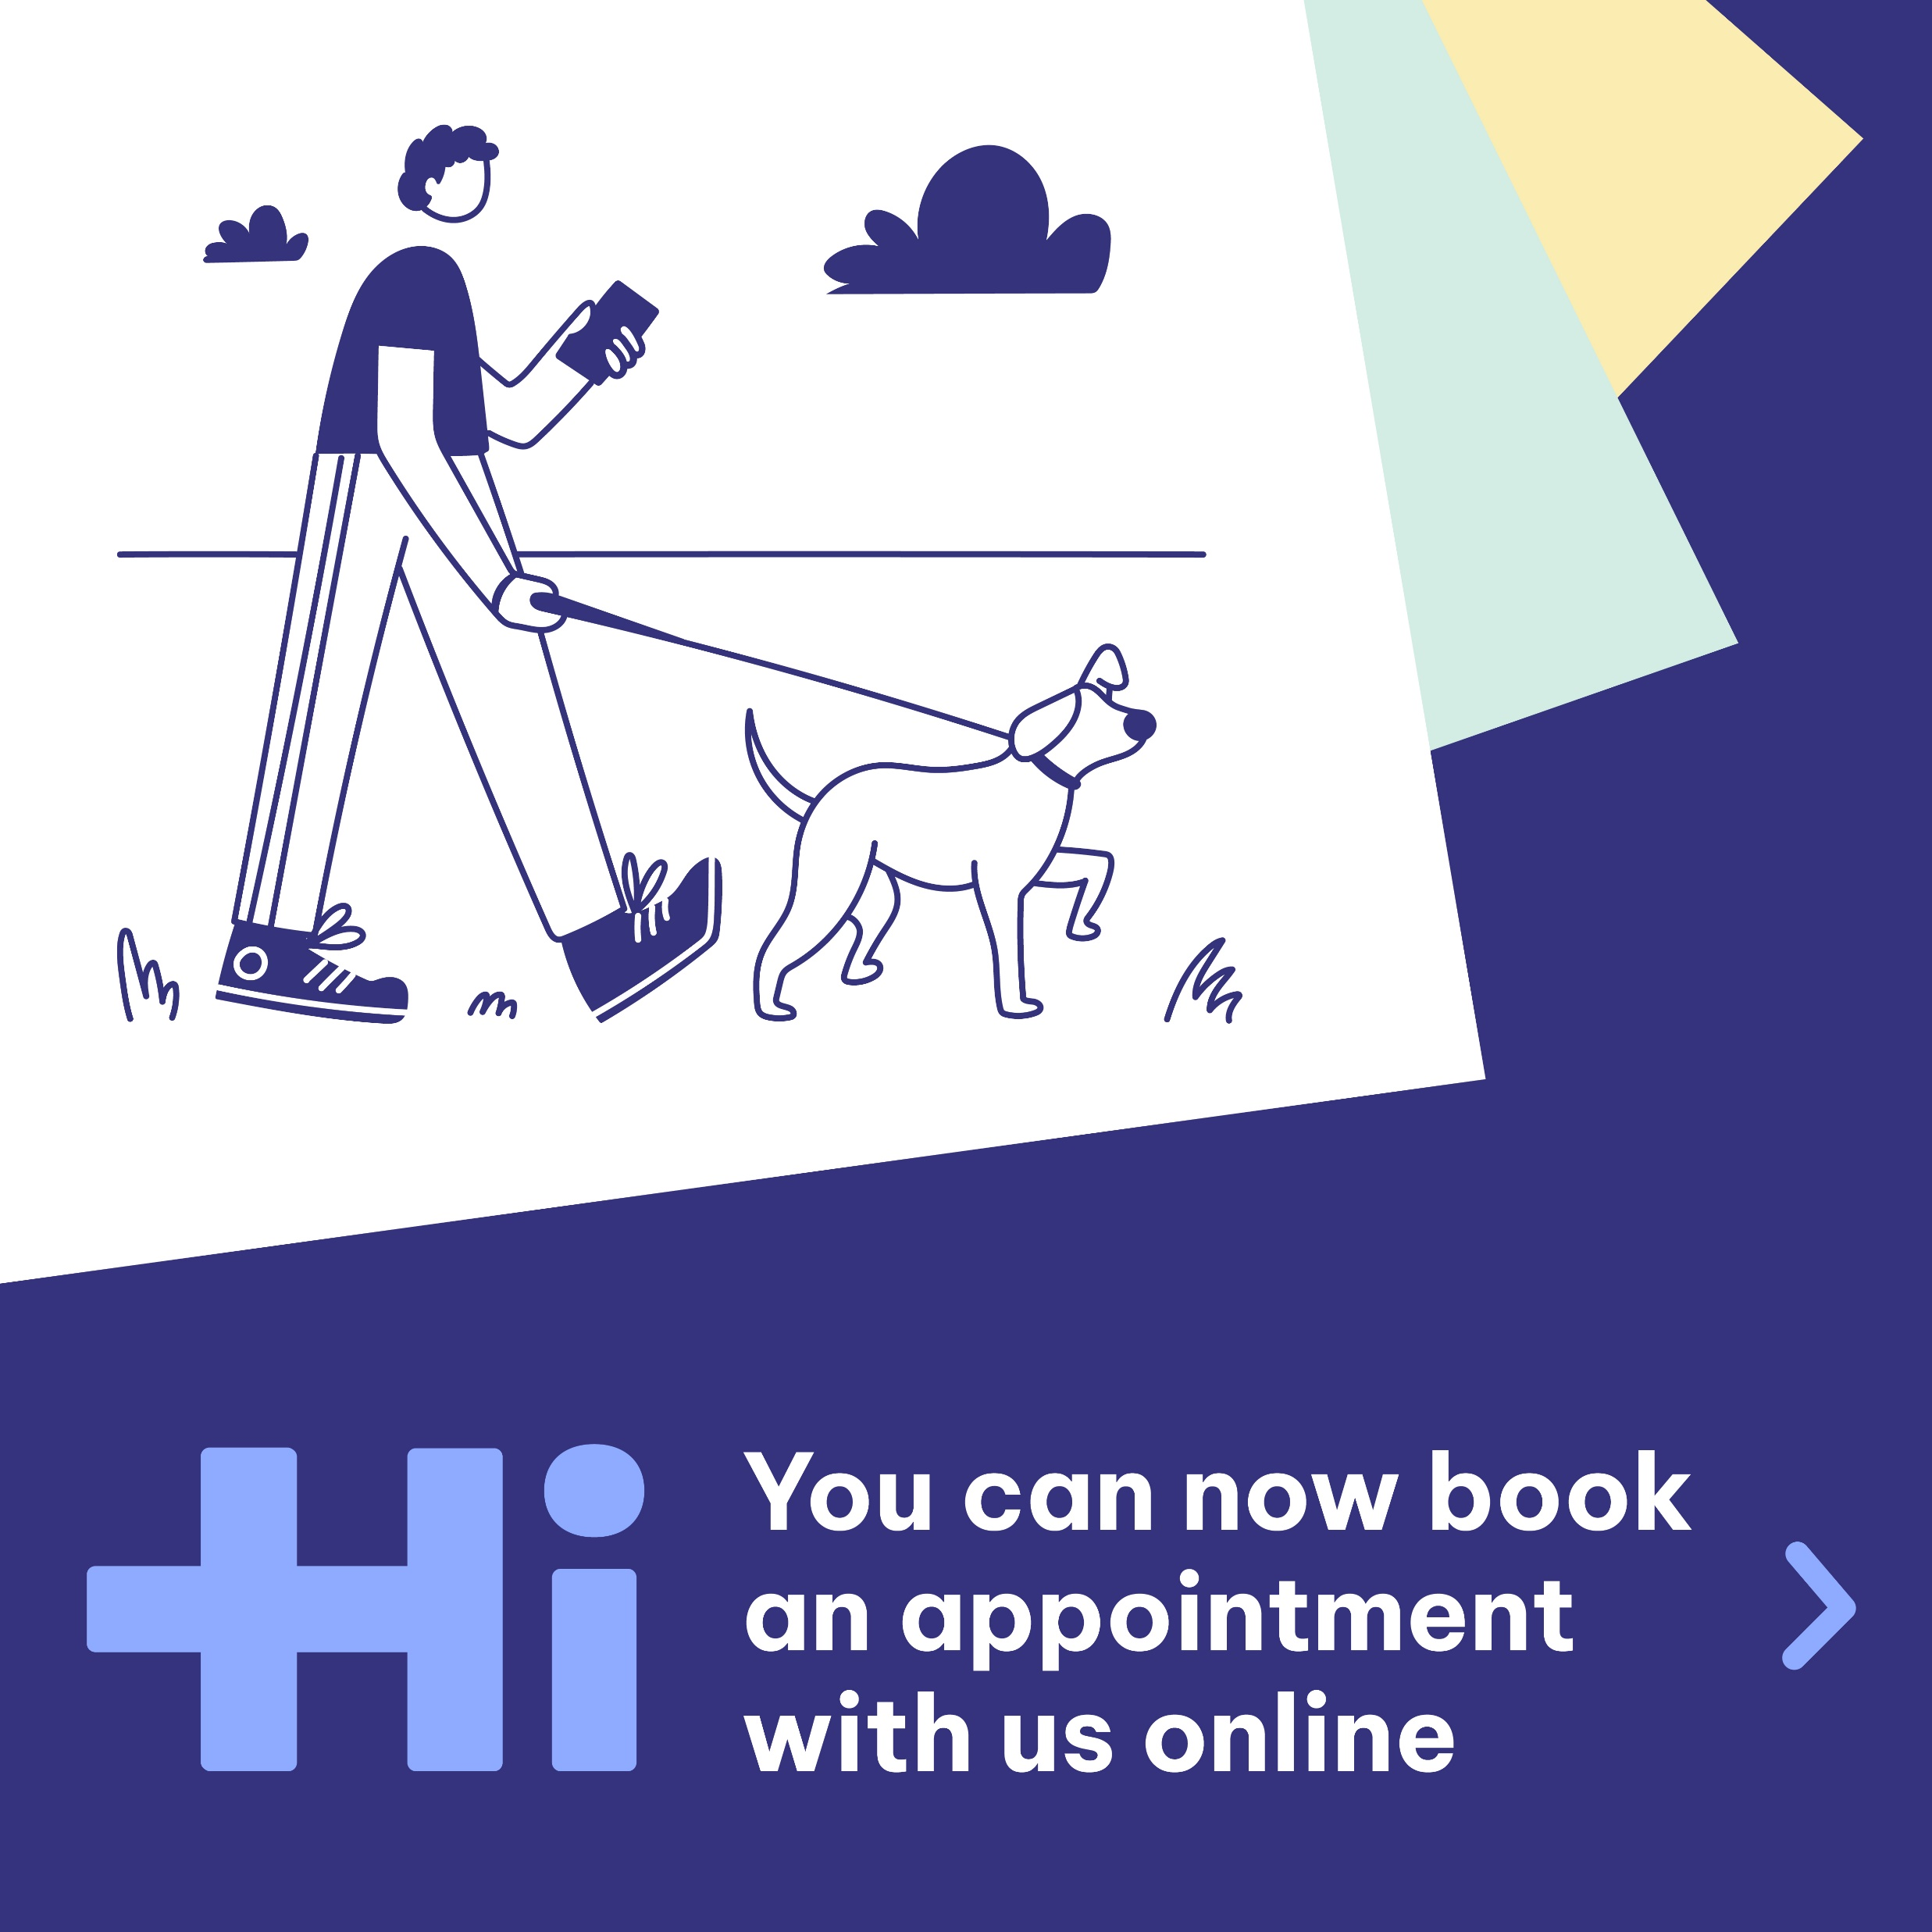 Hi
You can now book
an appointment
with us online